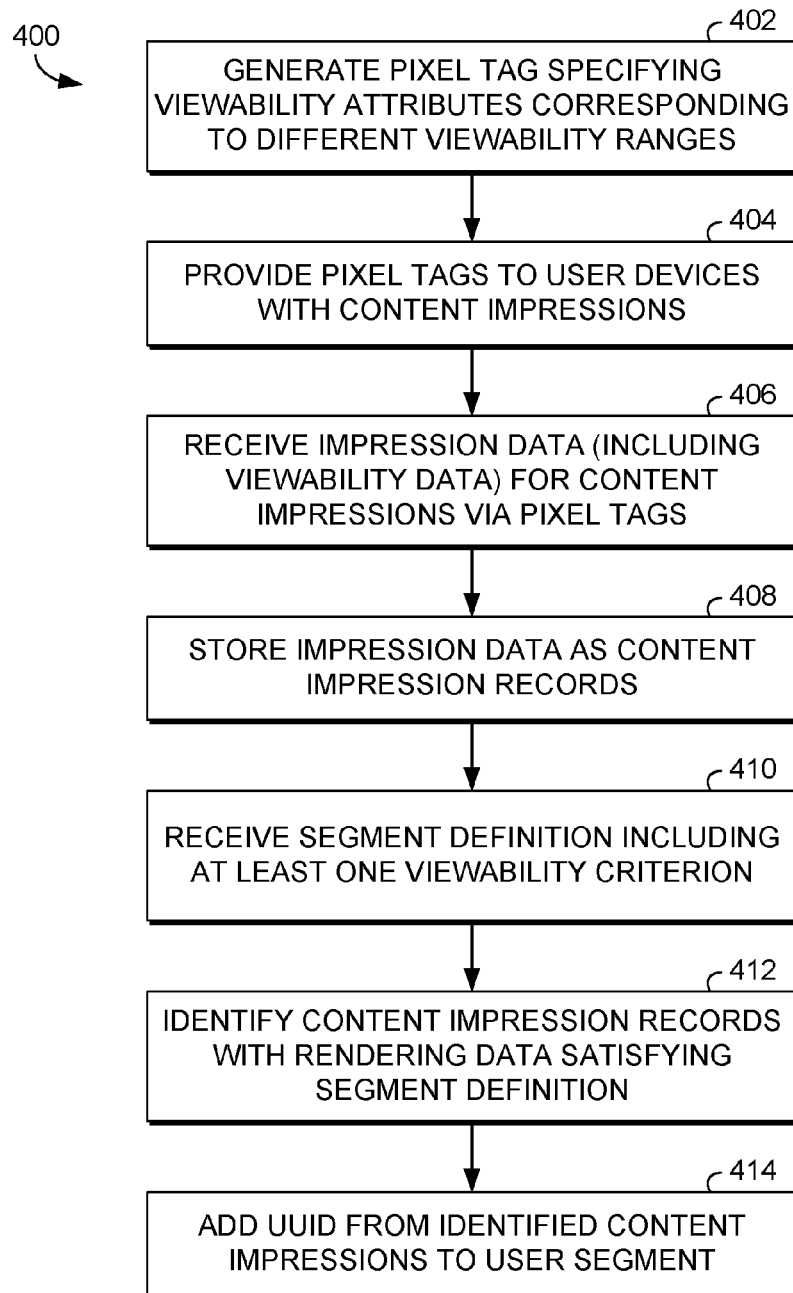 400
402
GENERATE PIXEL TAG SPECIFYING
VIEWABILITY ATTRIBUTES CORRESPONDING
TO DIFFERENT VIEWABILITY RANGES
404
PROVIDE PIXEL TAGS TO USER DEVICES
WITH CONTENT IMPRESSIONS
406
RECEIVE IMPRESSION DATA (INCLUDING
VIEWABILITY DATA) FOR CONTENT
IMPRESSIONS VIA PIXEL TAGS
408
STORE IMPRESSION DATA AS CONTENT
IMPRESSION RECORDS
410
RECEIVE SEGMENT DEFINITION INCLUDING
AT LEAST ONE VIEWABILITY CRITERION
412
IDENTIFY CONTENT IMPRESSION RECORDS
WITH RENDERING DATA SATISFYING
SEGMENT DEFINITION
414
ADD UUID FROM IDENTIFIED CONTENT
IMPRESSIONS TO USER SEGMENT